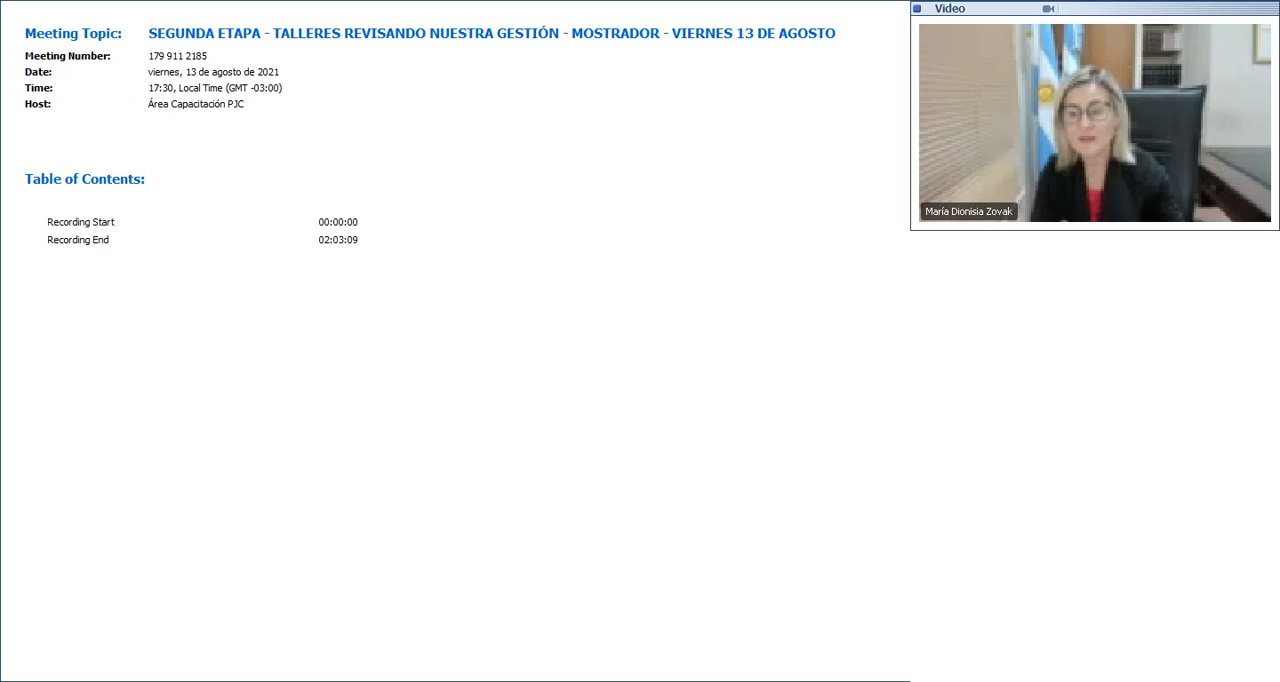 Meeting Topic: SEGUNDA ETAPA - TALLERES REVISANDO NUESTRA GESTIÓN - MOSTRADOR - VIERNES 13 DE AGOSTO
Meeting Number: 179 911 2185
Date: viernes, 13 de agosto de 2021
Time: 17:30, Local Time (GMT -03:00)
Host: Área Capacitación PJC
Table of Contents:
Recording Start 00:00:00
Recording End 02:03:09
Video
María Dionisia Zovak